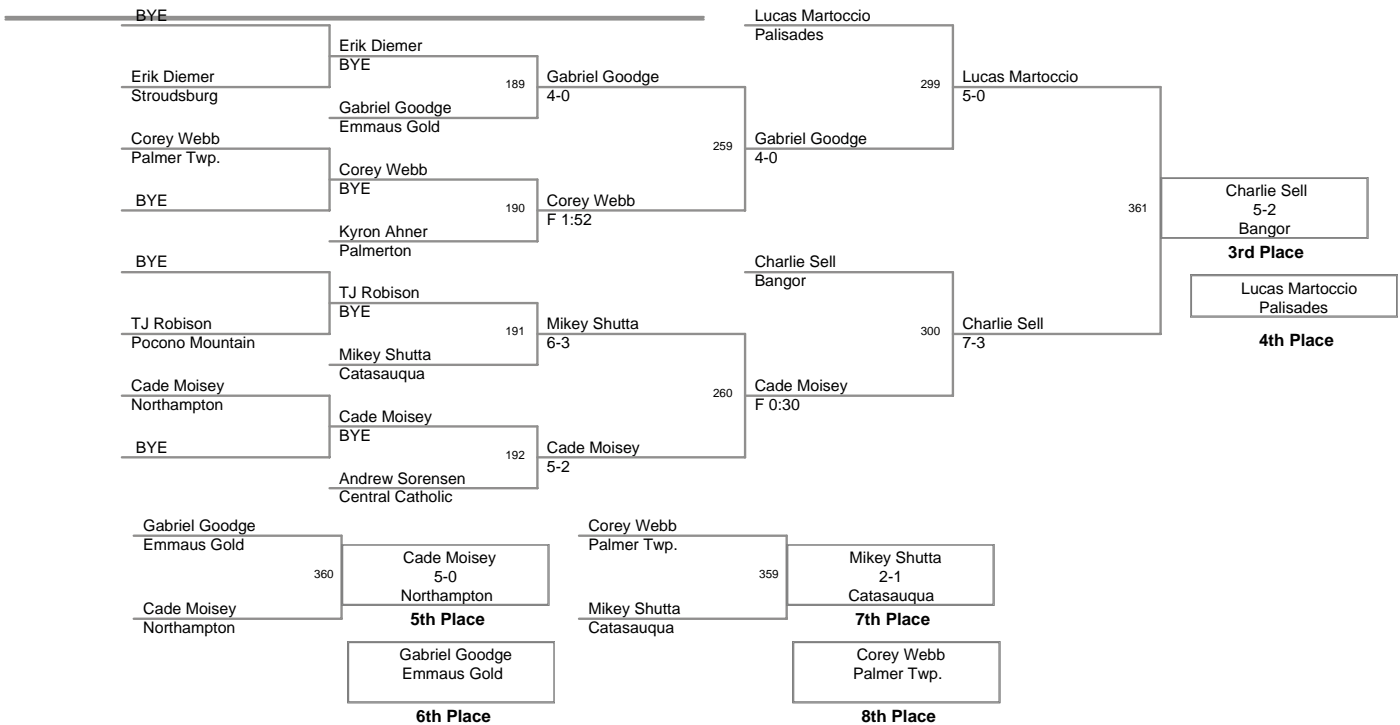 BYE
Erik Diemer
Stroudsburg
Corey Webb
Palmer Twp.
BYE
BYE
TJ Robison
Pocono Mountain
Cade Moisey
Northampton
BYE
Erik Diemer
BYE
189
Gabriel Goodge
Emmaus Gold
Corey Webb
BYE
190
Kyron Ahner
Palmerton
TJ Robison
BYE
191
Mikey Shutta
Catasauqua
Cade Moisey
BYE
192
Andrew Sorensen
Central Catholic
Gabriel Goodge
4-0
259
Corey Webb
F 1:52
Mikey Shutta
6-3
260
Cade Moisey
5-2
Lucas Martoccio
Palisades
299
Gabriel Goodge
4-0
Charlie Sell
Bangor
300
Cade Moisey
F 0:30
Lucas Martoccio
5-0
361
Charlie Sell
7-3
Charlie Sell
5-2
Bangor
3rd Place
Lucas Martoccio
Palisades
4th Place
Gabriel Goodge
Emmaus Gold
360
Cade Moisey
Northampton
Cade Moisey
5-0
Northampton
5th Place
Gabriel Goodge
Emmaus Gold
6th Place
Corey Webb
Palmer Twp.
359
Mikey Shutta
Catasauqua
Mikey Shutta
2-1
Catasauqua
7th Place
Corey Webb
Palmer Twp.
8th Place